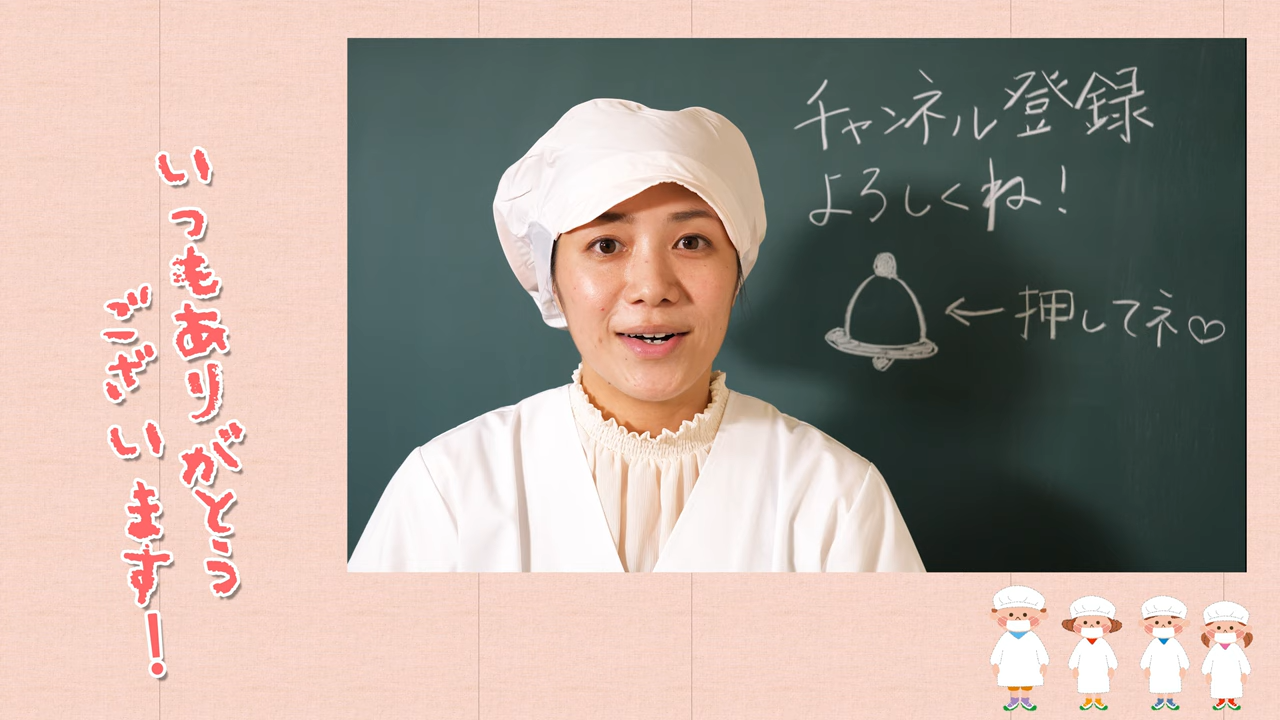 いつもありがとう
ございます！
チャンネル登録
よろしくね！
←押してネ♡